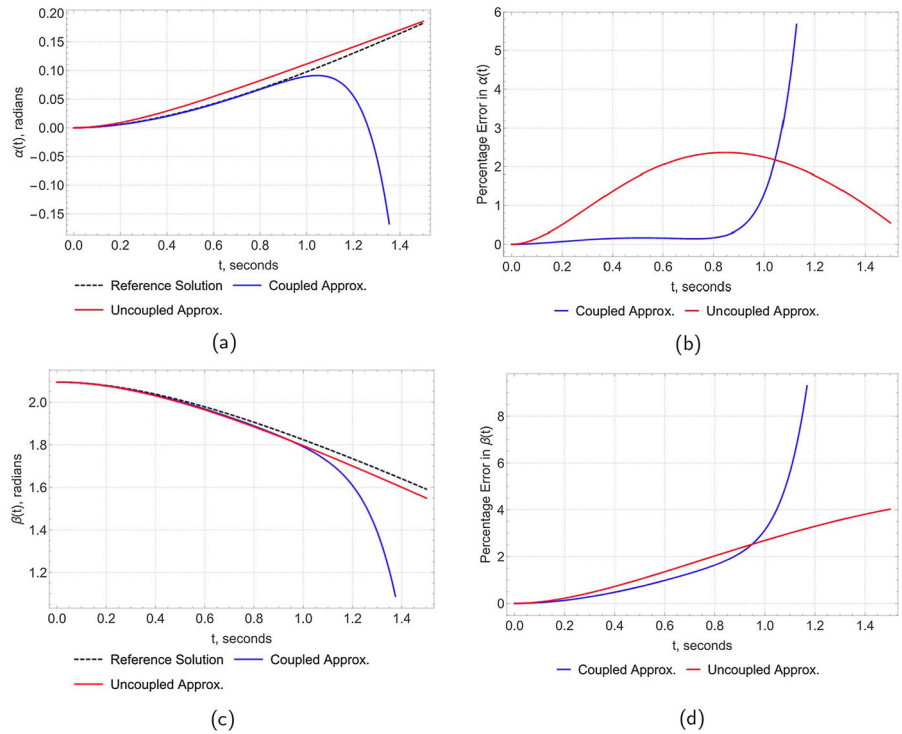 0.20
0.15
0.10
0.05
0.00
−0.05
−0.10
−0.15
α(t), radians
0.0 0.2 0.4 0.6 0.8 1.0 1.2 1.4
t, seconds
Reference Solution Coupled Approx.
Uncoupled Approx.
(a)
6
5
4
3
2
1
0
Percentage Error in α(t)
0.0 0.2 0.4 0.6 0.8 1.0 1.2 1.4
t, seconds
Coupled Approx. Uncoupled Approx.
(b)
2.0
1.8
1.6
1.4
1.2
β(t), radians
0.0 0.2 0.4 0.6 0.8 1.0 1.2 1.4
t, seconds
Reference Solution Coupled Approx.
Uncoupled Approx.
(c)
8
6
4
2
0
Percentage Error in β(t)
0.0 0.2 0.4 0.6 0.8 1.0 1.2 1.4
t, seconds
Coupled Approx. Uncoupled Approx.
(d)